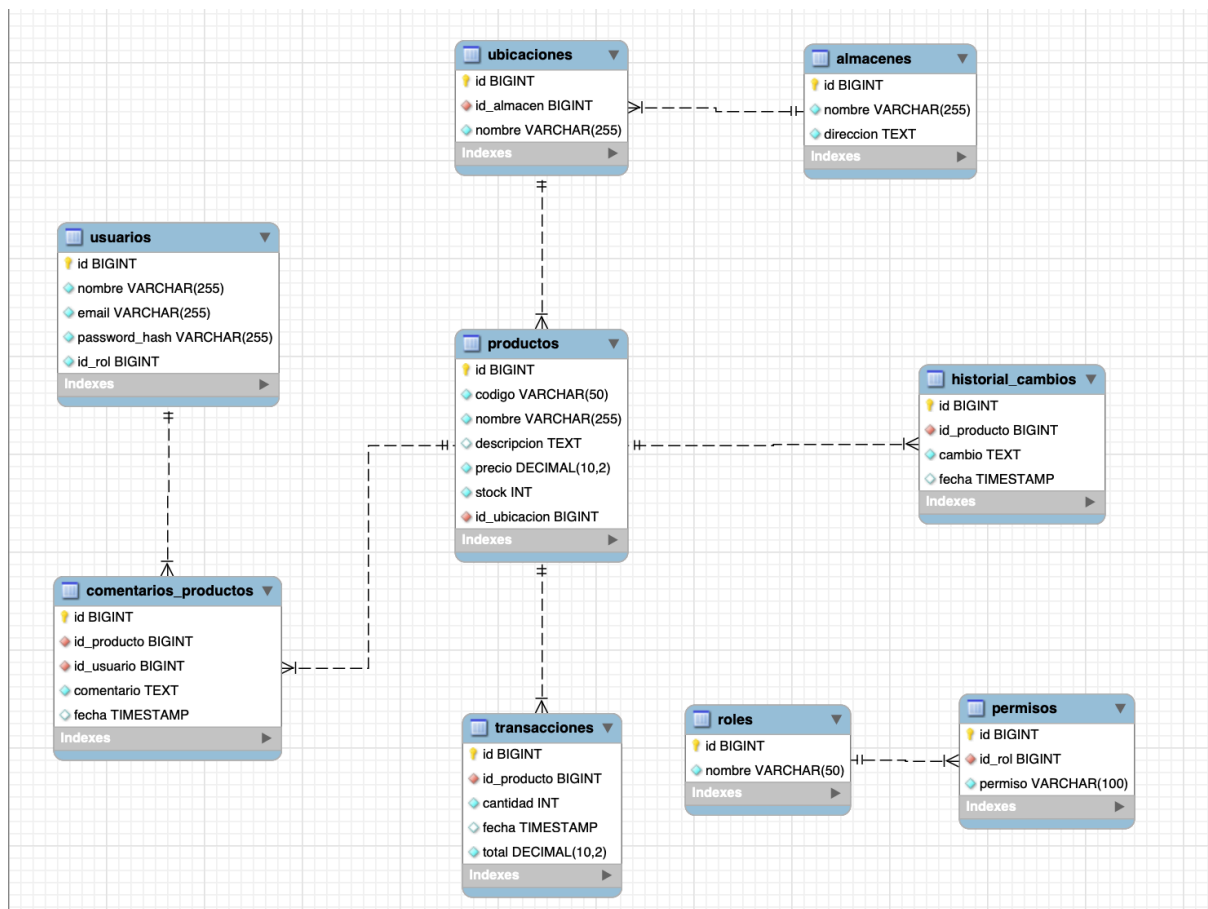 ubicaciones
id BIGINT
id_almacen BIGINT
nombre VARCHAR(255)
Indexes
almacenes
id BIGINT
nombre VARCHAR(255)
direccion TEXT
Indexes
usuarios
id BIGINT
nombre VARCHAR(255)
email VARCHAR(255)
password_hash VARCHAR(255)
id_rol BIGINT
Indexes
productos
id BIGINT
codigo VARCHAR(50)
nombre VARCHAR(255)
descripcion TEXT
precio DECIMAL(10,2)
stock INT
id_ubicacion BIGINT
Indexes
historial_cambios
id BIGINT
id_producto BIGINT
cambio TEXT
fecha TIMESTAMP
Indexes
comentarios_productos
id BIGINT
id_producto BIGINT
id_usuario BIGINT
comentario TEXT
fecha TIMESTAMP
Indexes
transacciones
id BIGINT
id_producto BIGINT
cantidad INT
fecha TIMESTAMP
total DECIMAL(10,2)
Indexes
roles
id BIGINT
nombre VARCHAR(50)
Indexes
permisos
id BIGINT
id_rol BIGINT
permiso VARCHAR(100)
Indexes